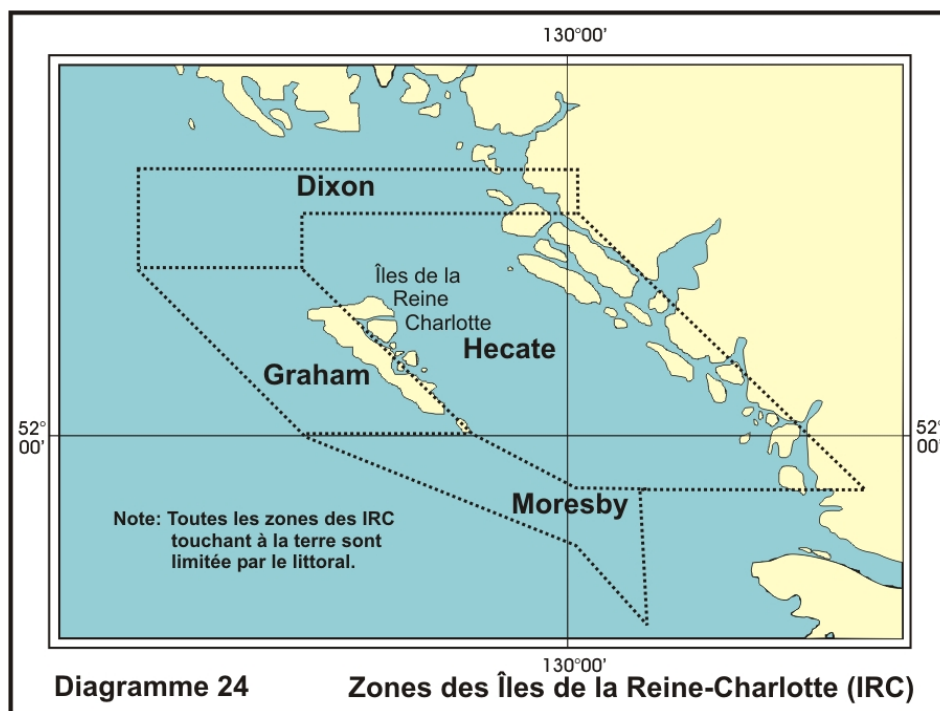 130°00'
Dixon
Îles de la
Reine
Charlotte
Hecate
Graham
52°
00'
52°
00'
Moresby
Note: Toutes les zones des IRC
touchant à la terre sont
limitée par le littoral.
130°00'
Diagramme 24
Zones des Îles de la Reine-Charlotte (IRC)